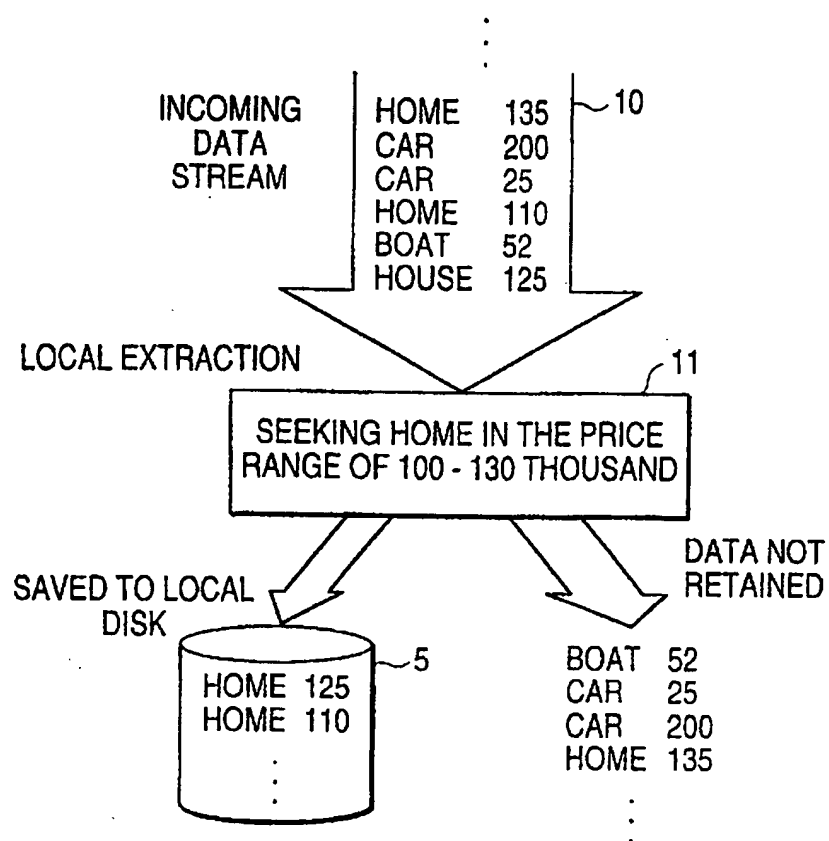 INCOMING
DATA
STREAM
HOME 135
CAR 200
CAR 25
HOME 110
BOAT 52
HOUSE 125
10
LOCAL EXTRACTION
11
SEEKING HOME IN THE PRICE
RANGE OF 100 - 130 THOUSAND
SAVED TO LOCAL
DISK
DATA NOT
RETAINED
5
HOME 125
HOME 110
BOAT 52
CAR 25
CAR 200
HOME 135